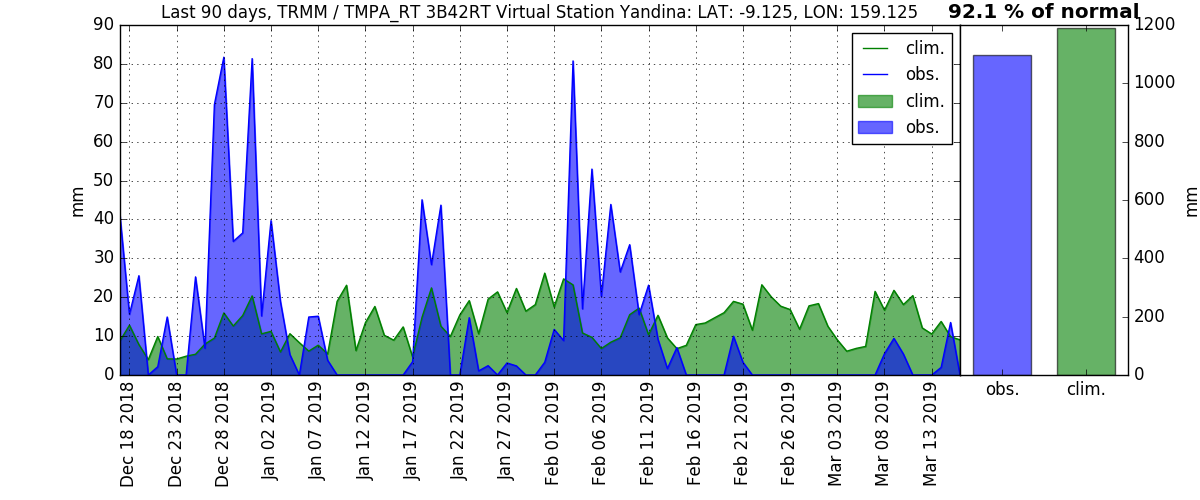 Last 90 days, TRMM / TMPA_RT 3B42RT Virtual Station Yandina: LAT: -9.125, LON: 159.125
92.1 % of normal
90
80
70
60
50
40
30
20
10
0
mm
clim.
obs.
clim.
obs.
Dec 18 2018
Dec 23 2018
Dec 28 2018
Jan 02 2019
Jan 07 2019
Jan 12 2019
Jan 17 2019
Jan 22 2019
Jan 27 2019
Feb 01 2019
Feb 06 2019
Feb 11 2019
Feb 16 2019
Feb 21 2019
Feb 26 2019
Mar 03 2019
Mar 08 2019
Mar 13 2019
obs.
clim.
1200
1000
800
600
400
200
0
mm